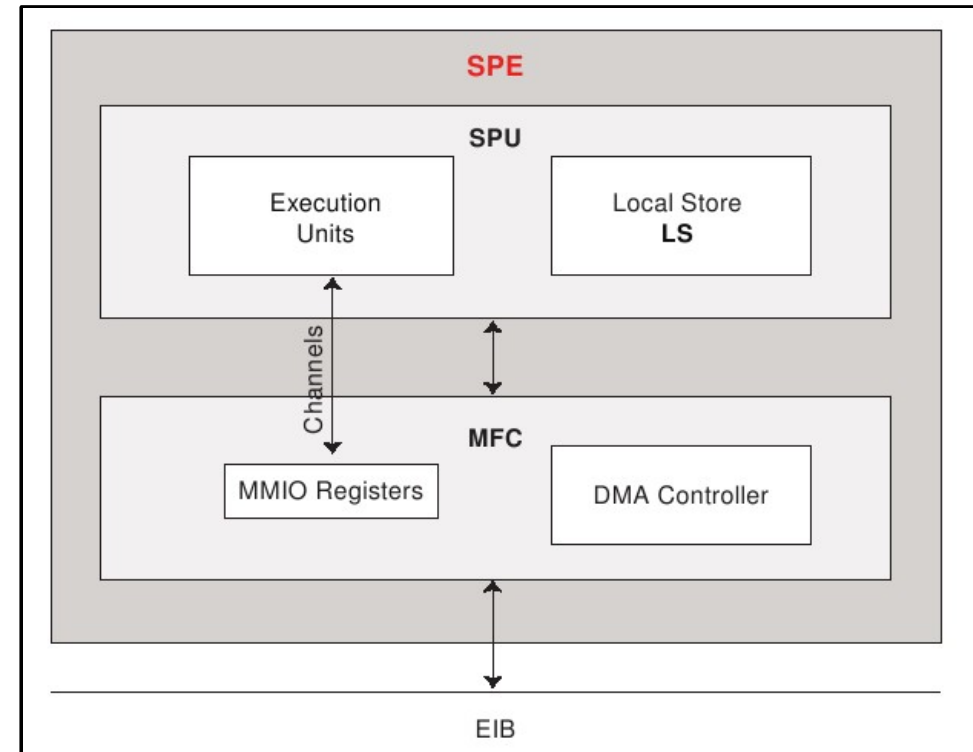 SPE
SPU
Execution
Units
Local Store
LS
Channels
MFC
MMIO Registers
DMA Controller
EIB